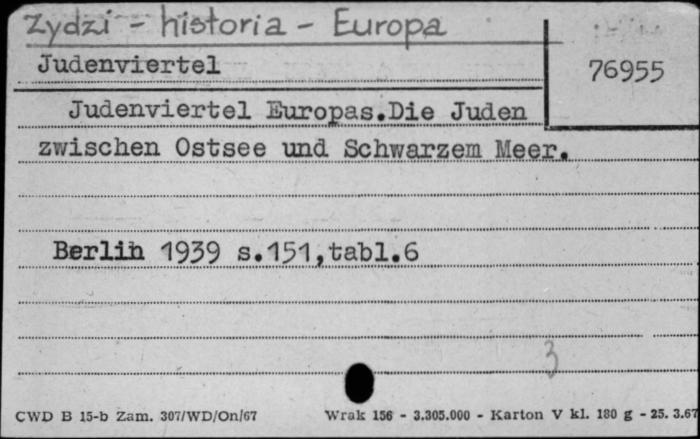 Żydzi - historia - Europa
Judenviertel
76955
Judenviertel Europas.Die Juden
zwischen Ostsee und Schwarzem Meer.
Berlin 1939 s.151,tabl.6
3
CWD B 15-b Zam. 307/WD/On/67
Wrak 156 - 3.305.000 - Karton V kl. 180 g - 25. 3.67